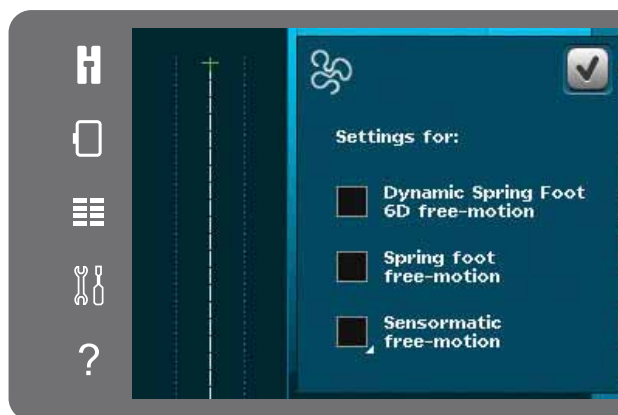 Settings for:
Dynamic Spring Foot
6D free-motion
Spring foot
free-motion
Sensormatic
free-motion
?